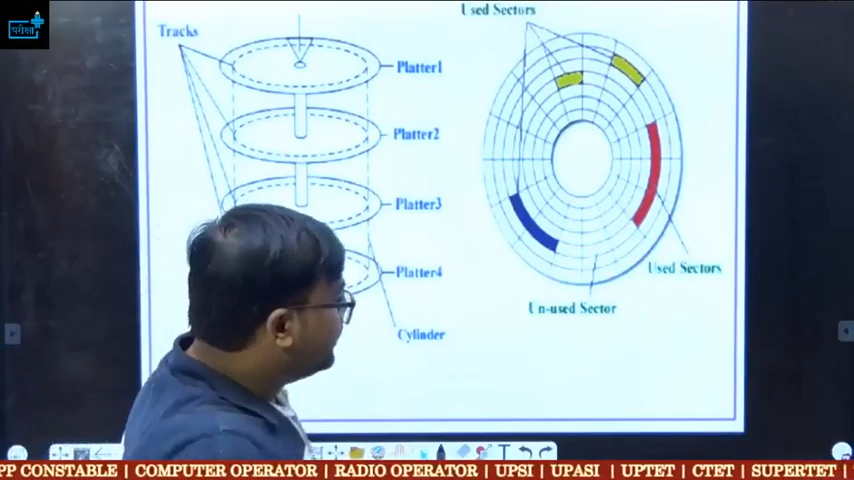 परीक्षा
Used Sectors
Tracks
Platter1
Platter2
Platter3
Platter4
Cylinder
Used Sectors
Un-used Sector
PP CONSTABLE | COMPUTER OPERATOR | RADIO OPERATOR | UPSI | UPASI | UPTET | CTET | SUPERTET |